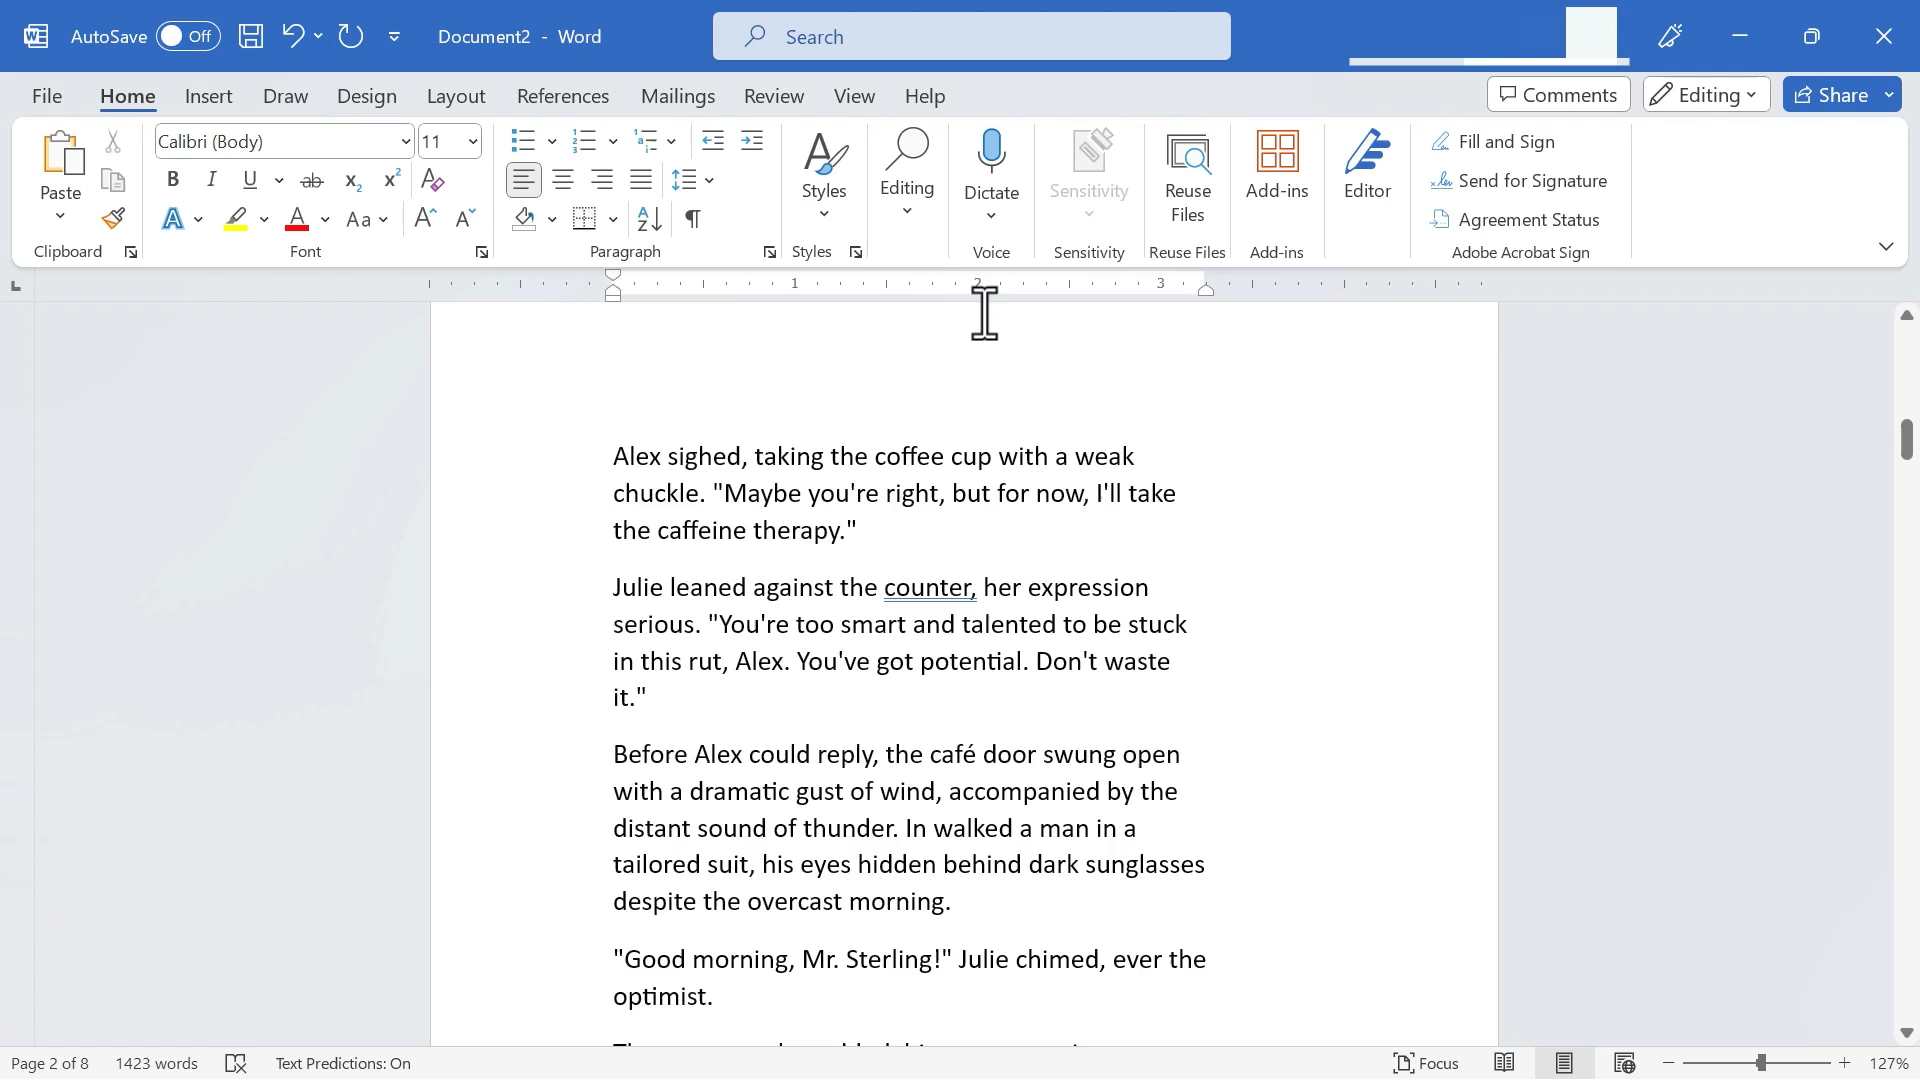 AutoSave Off Document2 - Word Search
File Home Insert Draw Design Layout References Mailings Review View Help Comments Editing Share
Paste
Clipboard
Calibri (Body) 11
B I U ab x₂ x² A
A A Aa A A
Font
Paragraph
Styles
Styles
Editing
Dictate
Voice
Sensitivity
Sensitivity
Reuse
Files
Reuse Files
Add-ins
Add-ins
Editor
Fill and Sign
Send for Signature
Agreement Status
Adobe Acrobat Sign
1 2 3
Alex sighed, taking the coffee cup with a weak
chuckle. "Maybe you're right, but for now, I'll take
the caffeine therapy."
Julie leaned against the counter, her expression
serious. "You're too smart and talented to be stuck
in this rut, Alex. You've got potential. Don't waste
it."
Before Alex could reply, the café door swung open
with a dramatic gust of wind, accompanied by the
distant sound of thunder. In walked a man in a
tailored suit, his eyes hidden behind dark sunglasses
despite the overcast morning.
"Good morning, Mr. Sterling!" Julie chimed, ever the
optimist.
Page 2 of 8 1423 words Text Predictions: On Focus 127%